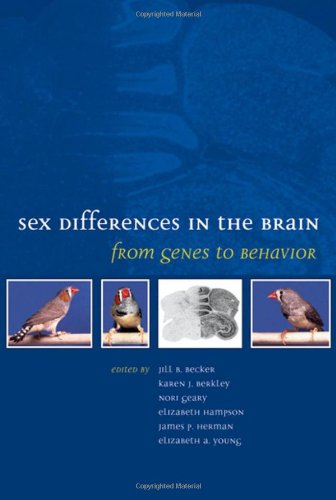 Copyrighted Material
sex differences in the brain
from genes to behavior
edited by
jill b. becker
karen j. berkley
nori geary
elizabeth hampson
james p. herman
elizabeth a. young
Copyrighted Material